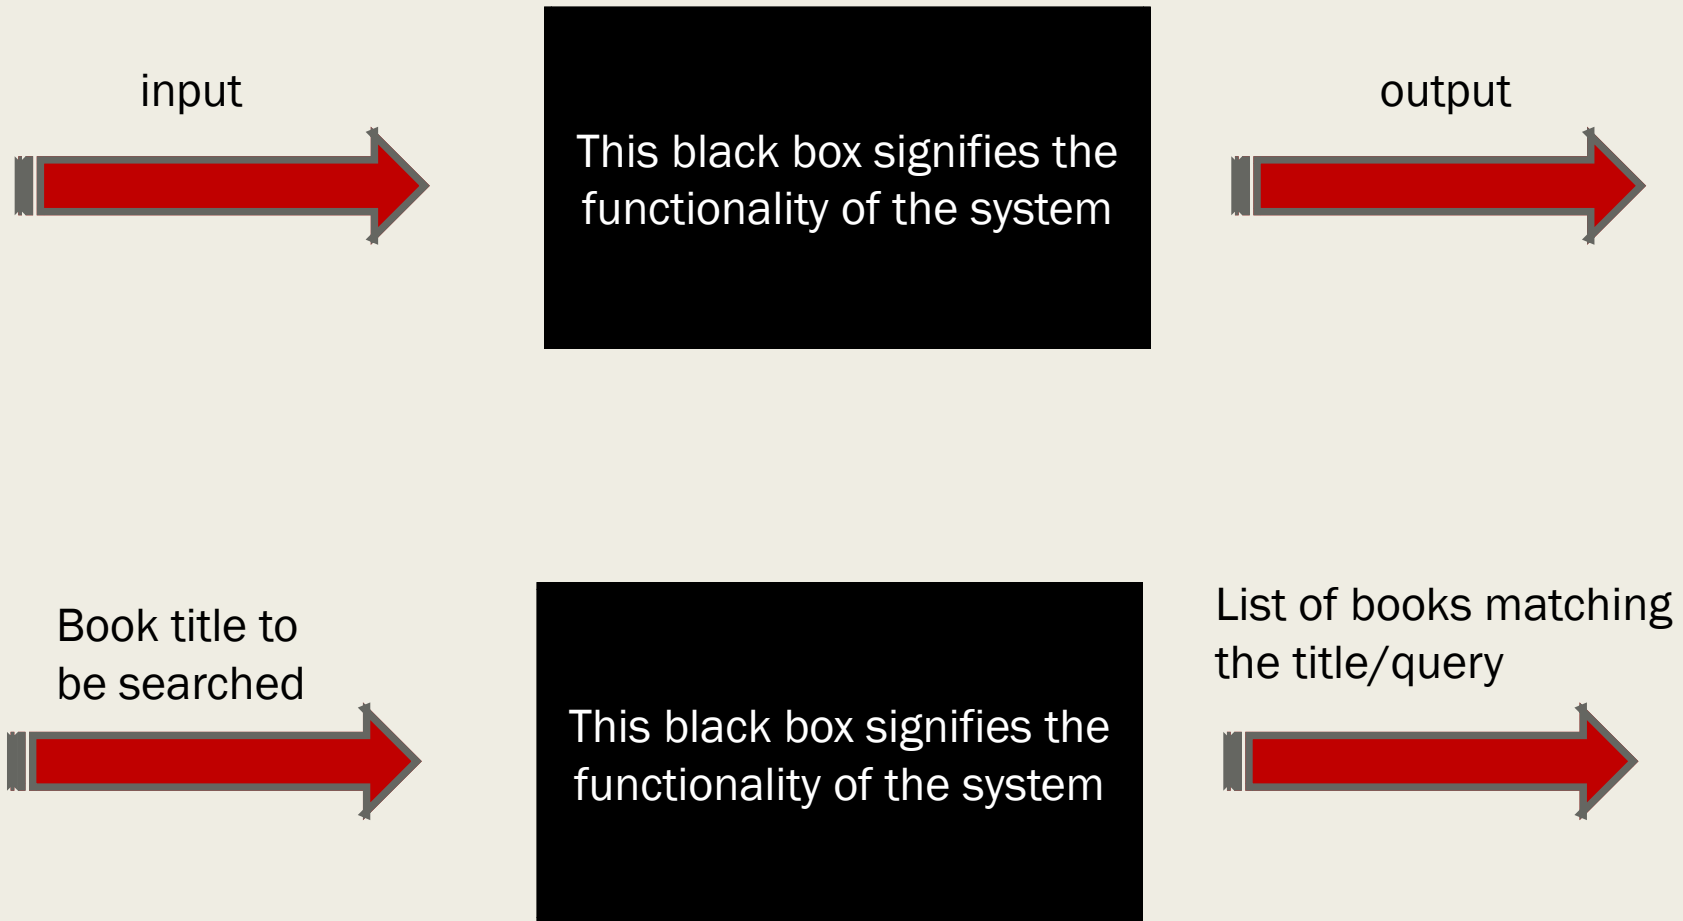 input
This black box signifies the
functionality of the system
output
Book title to
be searched
This black box signifies the
functionality of the system
List of books matching
the title/query